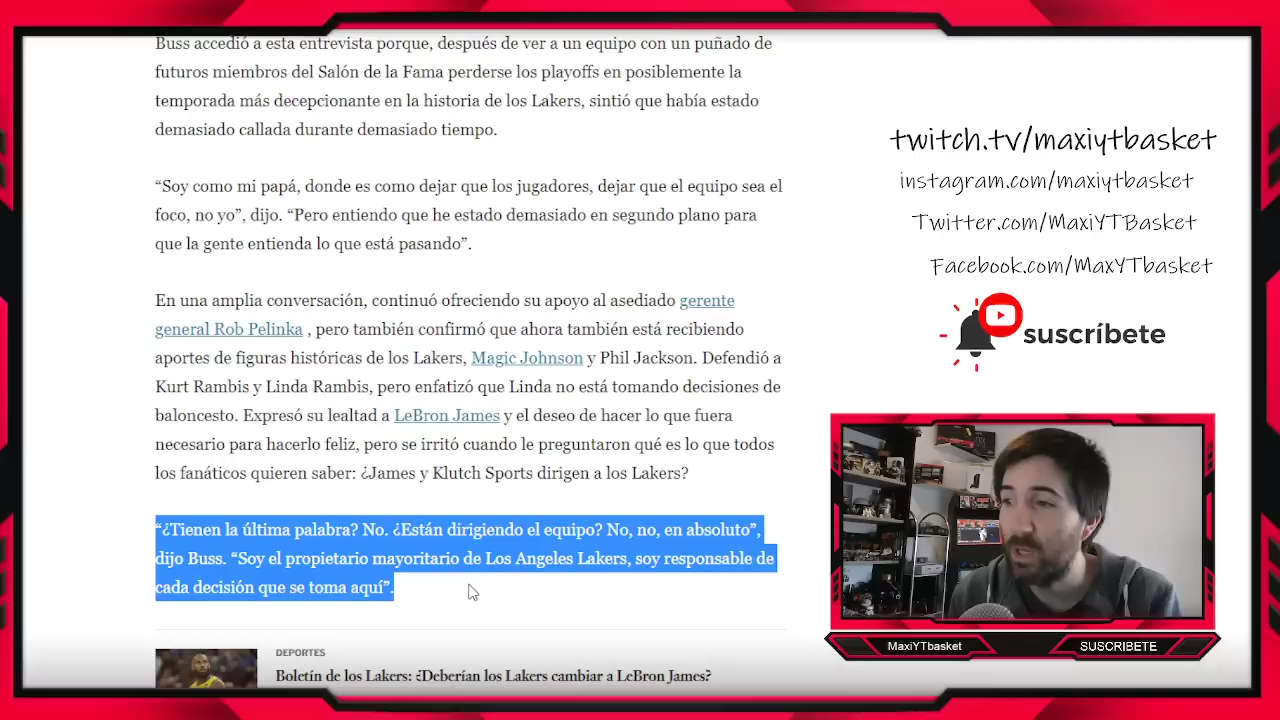 Buss accedió a esta entrevista porque, después de ver a un equipo con un puñado de
futuros miembros del Salón de la Fama perderse los playoffs en posiblemente la
temporada más decepcionante en la historia de los Lakers, sintió que había estado
demasiado callada durante demasiado tiempo.
“Soy como mi papá, donde es como dejar que los jugadores, dejar que el equipo sea el
foco, no yo”, dijo. “Pero entiendo que he estado demasiado en segundo plano para
que la gente entienda lo que está pasando”.
En una amplia conversación, continuó ofreciendo su apoyo al asediado gerente
general Rob Pelinka , pero también confirmó que ahora también está recibiendo
aportes de figuras históricas de los Lakers, Magic Johnson y Phil Jackson. Defendió a
Kurt Rambis y Linda Rambis, pero enfatizó que Linda no está tomando decisiones de
baloncesto. Expresó su lealtad a LeBron James y el deseo de hacer lo que fuera
necesario para hacerlo feliz, pero se irritó cuando le preguntaron qué es lo que todos
los fanáticos quieren saber: ¿James y Klutch Sports dirigen a los Lakers?
“¿Tienen la última palabra? No. ¿Están dirigiendo el equipo? No, no, en absoluto”,
dijo Buss. “Soy el propietario mayoritario de Los Angeles Lakers, soy responsable de
cada decisión que se toma aquí”.
DEPORTES
Boletín de los Lakers: ¿Deberían los Lakers cambiar a LeBron James?
twitch.tv/maxiytbasket
instagram.com/maxiytbasket
Twitter.com/MaxiYTBasket
Facebook.com/MaxYTbasket
suscríbete
MaxiYTbasket
SUSCRIBETE